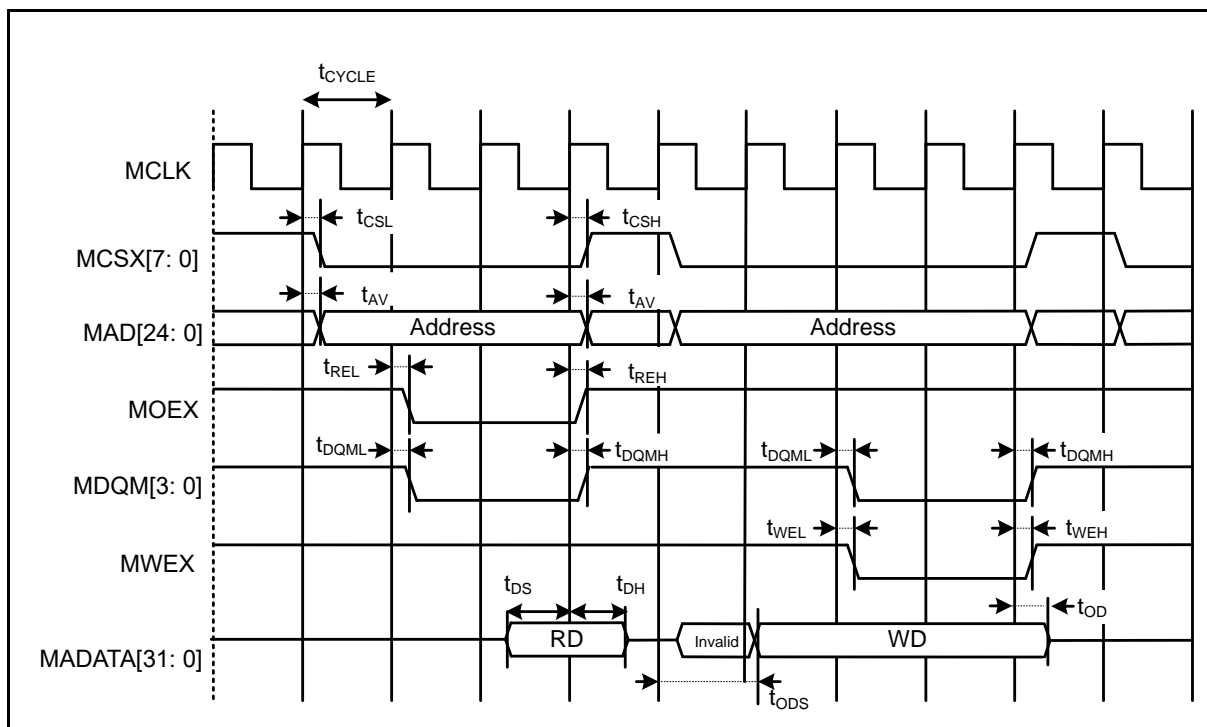 tCYCLE
MCLK
tCSL tCSH
MCSX[7: 0]
tAV tAV
MAD[24: 0] Address Address
tREL tREH
MOEX
tDQML tDQMH tDQML tDQMH
MDQM[3: 0]
tWEL tWEH
MWEX
tDS tDH
tOD
RD Invalid WD
MADATA[31: 0]
tODS